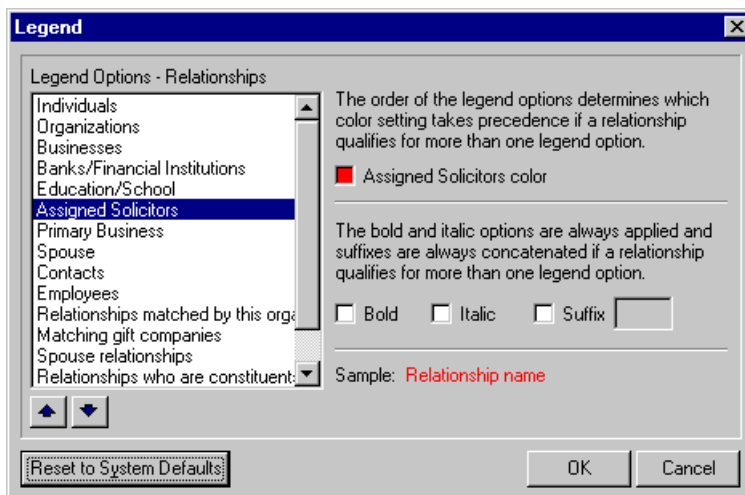 Legend
Legend Options - Relationships
Individuals
Organizations
Businesses
Banks/Financial Institutions
Education/School
Assigned Solicitors
Primary Business
Spouse
Contacts
Employees
Relationships matched by this orga
Matching gift companies
Spouse relationships
Relationships who are constituent
The order of the legend options determines which
color setting takes precedence if a relationship
qualifies for more than one legend option.
Assigned Solicitors color
The bold and italic options are always applied and
suffixes are always concatenated if a relationship
qualifies for more than one legend option.
Bold Italic Suffix
Sample: Relationship name
Reset to System Defaults OK Cancel